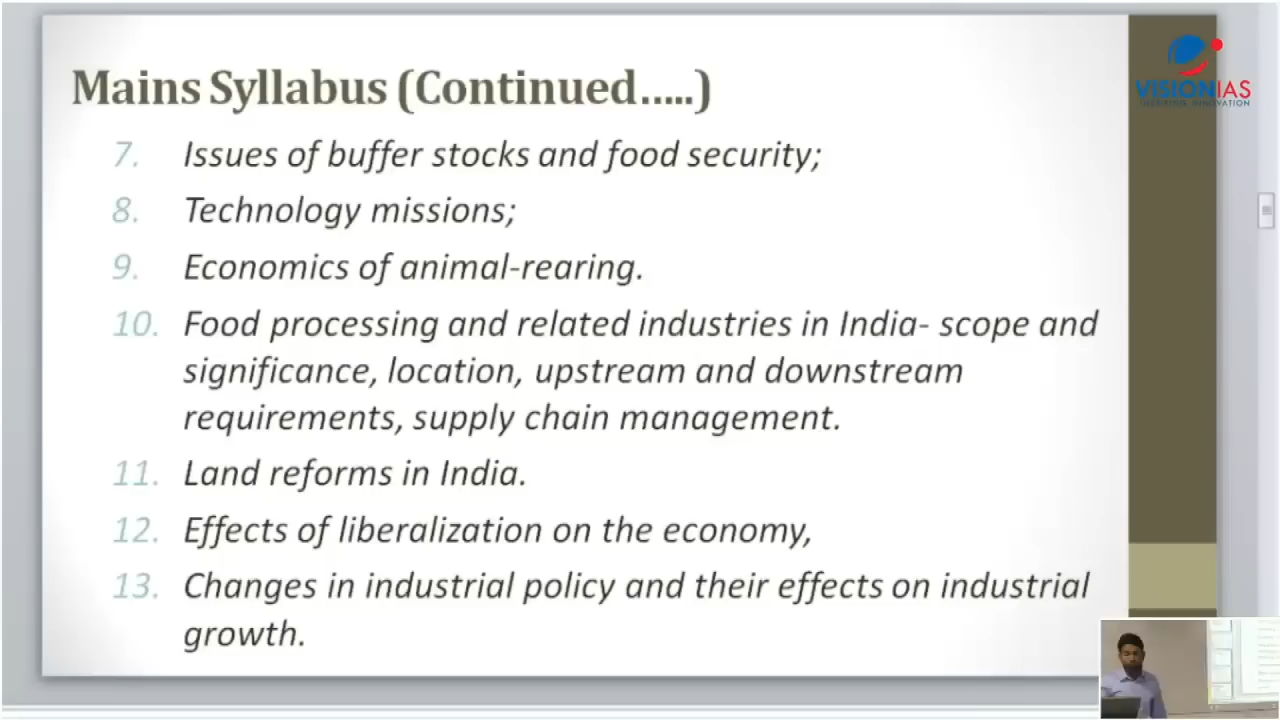 Mains Syllabus (Continued.....)
VISIONIAS
INSPIRING INNOVATION
7. Issues of buffer stocks and food security;
8. Technology missions;
9. Economics of animal-rearing.
10. Food processing and related industries in India- scope and
significance, location, upstream and downstream
requirements, supply chain management.
11. Land reforms in India.
12. Effects of liberalization on the economy,
13. Changes in industrial policy and their effects on industrial
growth.